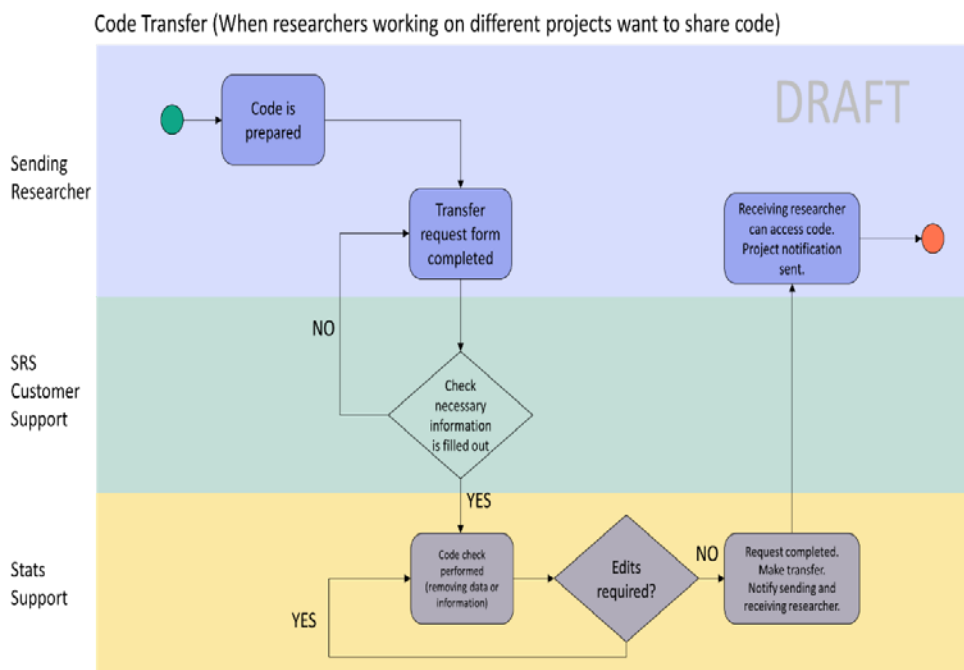 Code Transfer (When researchers working on different projects want to share code)
DRAFT
Sending
Researcher
Code is
prepared
Transfer
request form
completed
Receiving researcher
can access code.
Project notification
sent.
SRS
Customer
Support
NO
Check
necessary
information
is filled out
YES
Stats
Support
Code check
performed
(removing data or
information)
Edits
required?
NO
Request completed.
Make transfer.
Notify sending and
receiving researcher.
YES